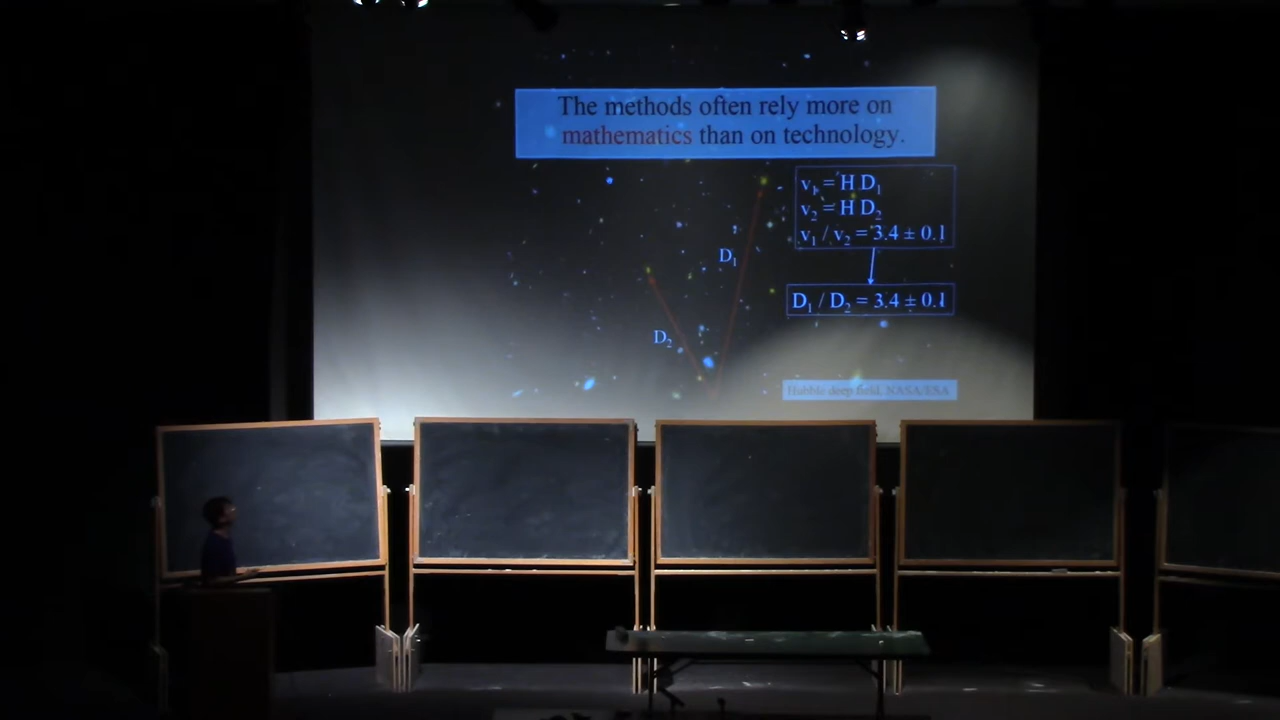 The methods often rely more on
mathematics than on technology.
v₁ = H D₁
v₂ = H D₂
v₁ / v₂ = 3.4 ± 0.1
D₁
D₁ / D₂ = 3.4 ± 0.1
D₂
Hubble deep field, NASA/ESA